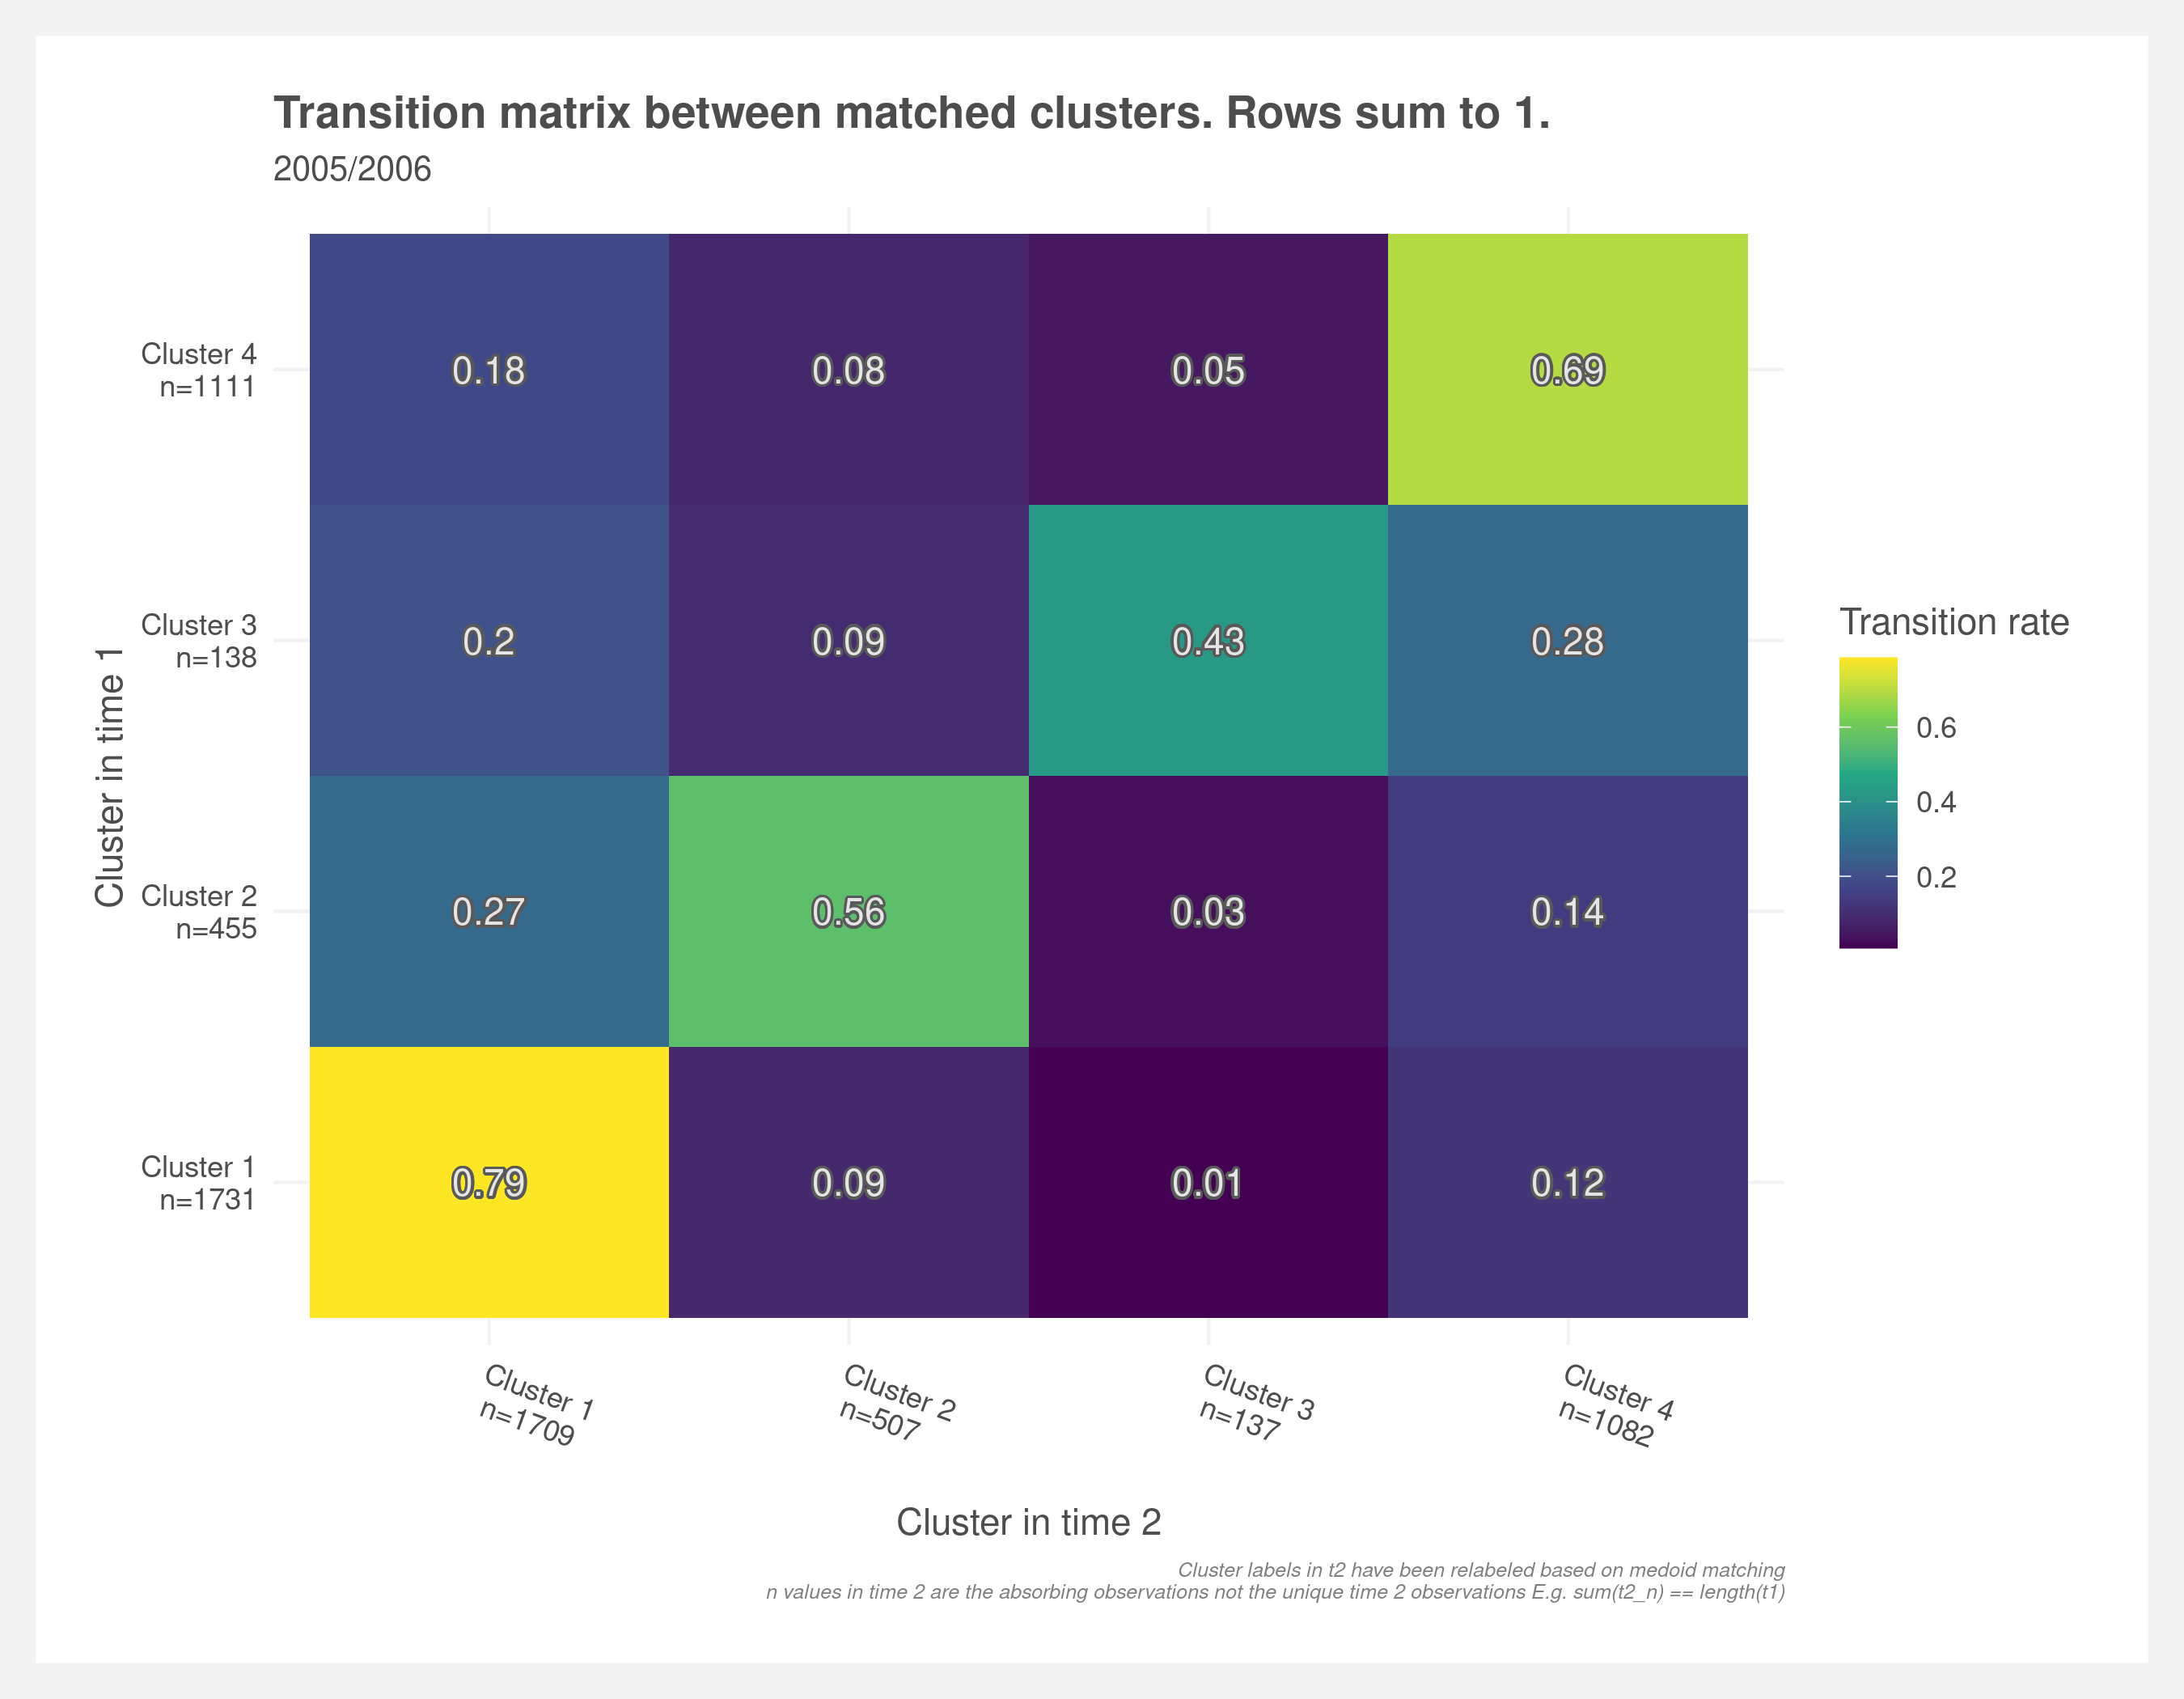 Transition matrix between matched clusters. Rows sum to 1.
2005/2006
Cluster in time 1
Cluster 4
n=1111
0.18
0.08
0.05
0.69
Cluster 3
n=138
0.2
0.09
0.43
0.28
Cluster 2
n=455
0.27
0.56
0.03
0.14
Cluster 1
n=1731
0.79
0.09
0.01
0.12
Cluster 1
n=1709
Cluster 2
n=507
Cluster 3
n=137
Cluster 4
n=1082
Cluster in time 2
Transition rate
0.6
0.4
0.2
Cluster labels in t2 have been relabeled based on medoid matching
n values in time 2 are the absorbing observations not the unique time 2 observations E.g. sum(t2_n) == length(t1)